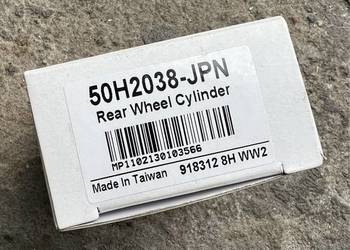 50H2038-JPN
Rear Wheel Cylinder
MP1102130103566
Made In Taiwan 918312 8H WW2